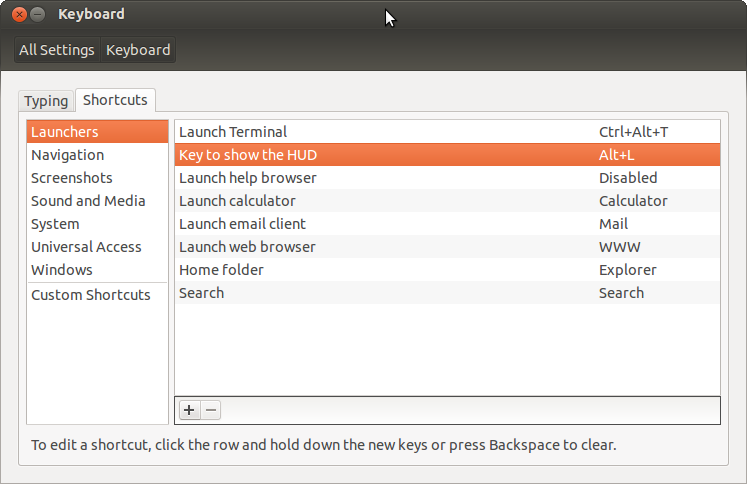 Keyboard
All Settings Keyboard
Typing Shortcuts
Launchers
Navigation
Screenshots
Sound and Media
System
Universal Access
Windows
Custom Shortcuts
Launch Terminal Ctrl+Alt+T
Key to show the HUD Alt+L
Launch help browser Disabled
Launch calculator Calculator
Launch email client Mail
Launch web browser WWW
Home folder Explorer
Search Search
To edit a shortcut, click the row and hold down the new keys or press Backspace to clear.